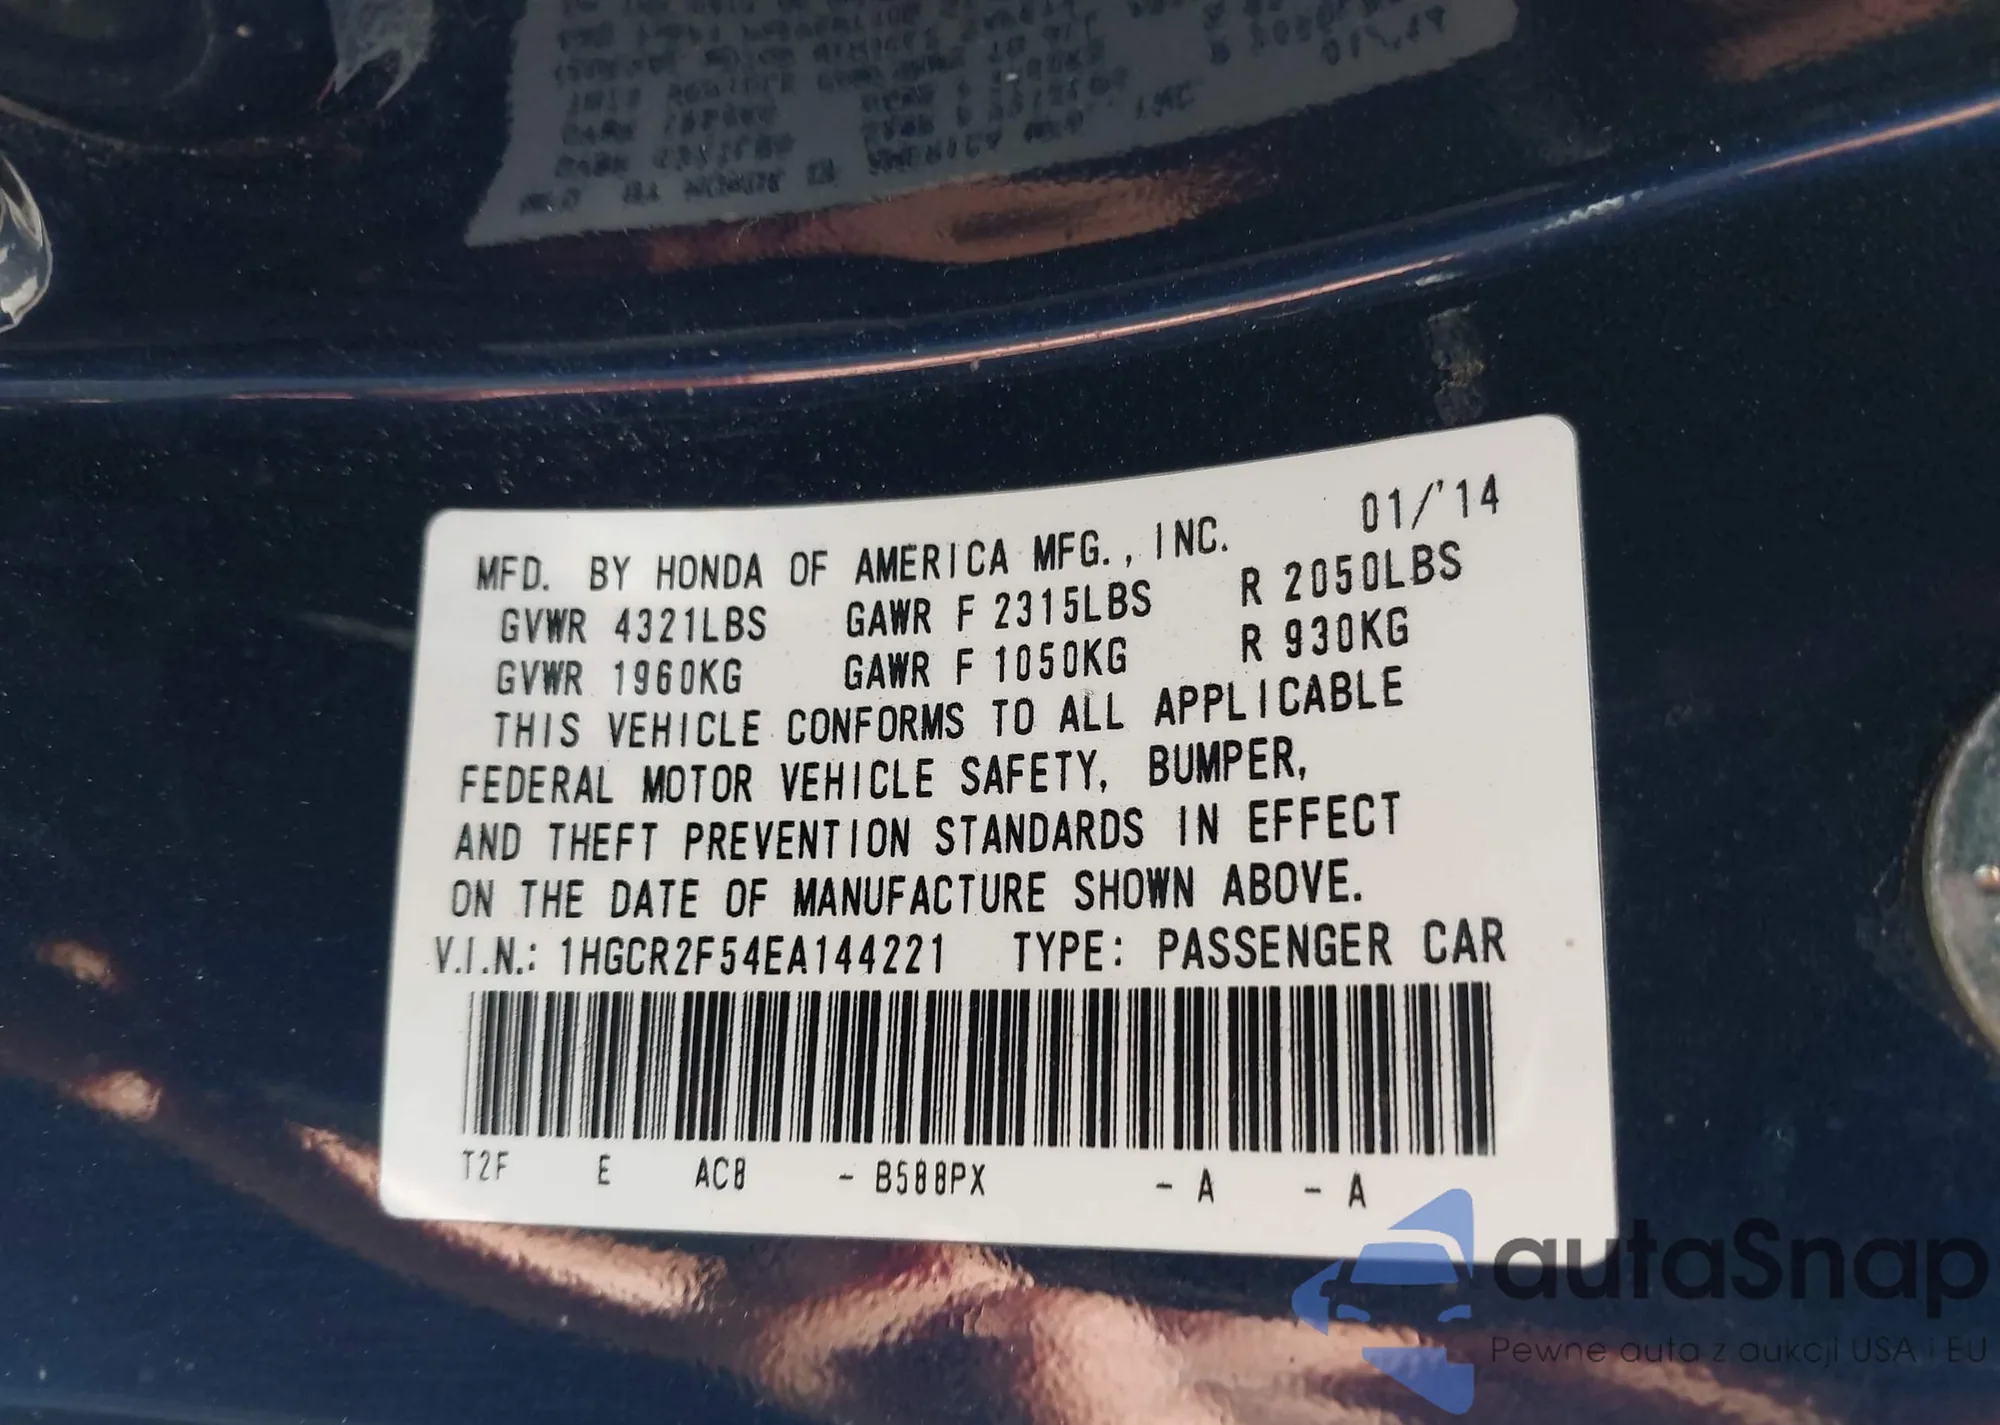 MFD. BY HONDA OF AMERICA MFG., INC. 01/'14
GVWR 4321LBS GAWR F 2315LBS R 2050LBS
GVWR 1960KG GAWR F 1050KG R 930KG
THIS VEHICLE CONFORMS TO ALL APPLICABLE
FEDERAL MOTOR VEHICLE SAFETY, BUMPER,
AND THEFT PREVENTION STANDARDS IN EFFECT
ON THE DATE OF MANUFACTURE SHOWN ABOVE.
V.I.N.: 1HGCR2F54EA144221 TYPE: PASSENGER CAR
T2F E AC8 - B588PX - A - A
autaSnap
Pewne auta z aukcji USA i EU